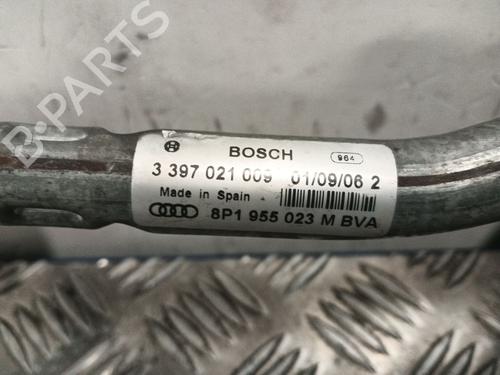 B-PARTS
BOSCH 964
3 397 021 009 01/09/06 2
Made in Spain
8P1 955 023 M BVA